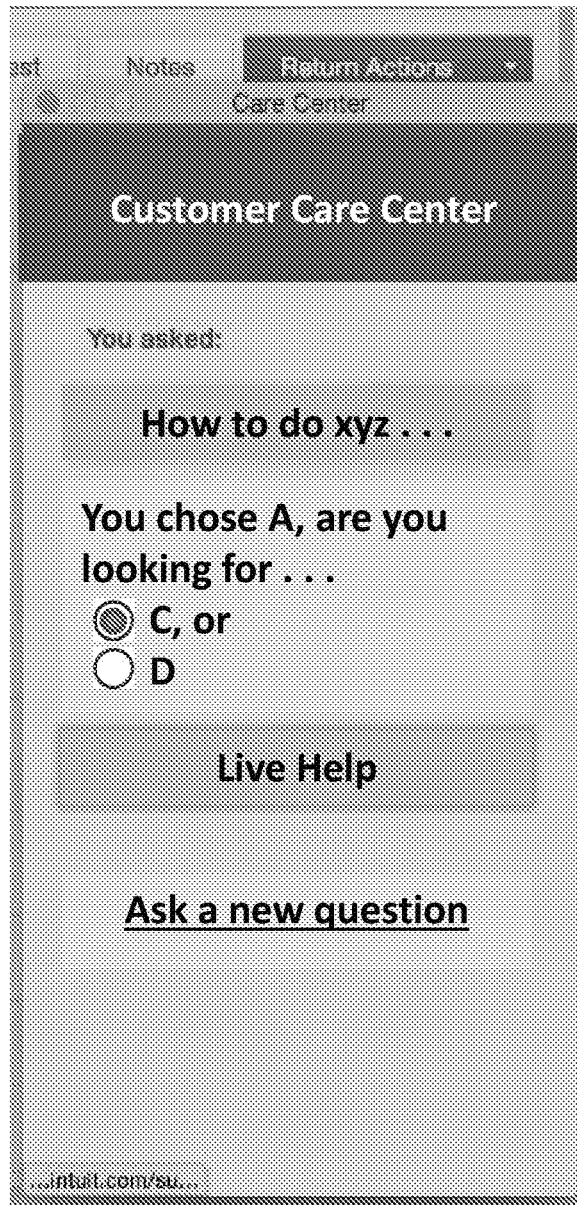 Notes Return Actions
Care Center
Customer Care Center
You asked:
How to do xyz . . .
You chose A, are you
looking for . . .
C, or
D
Live Help
Ask a new question
...intuit.com/su...